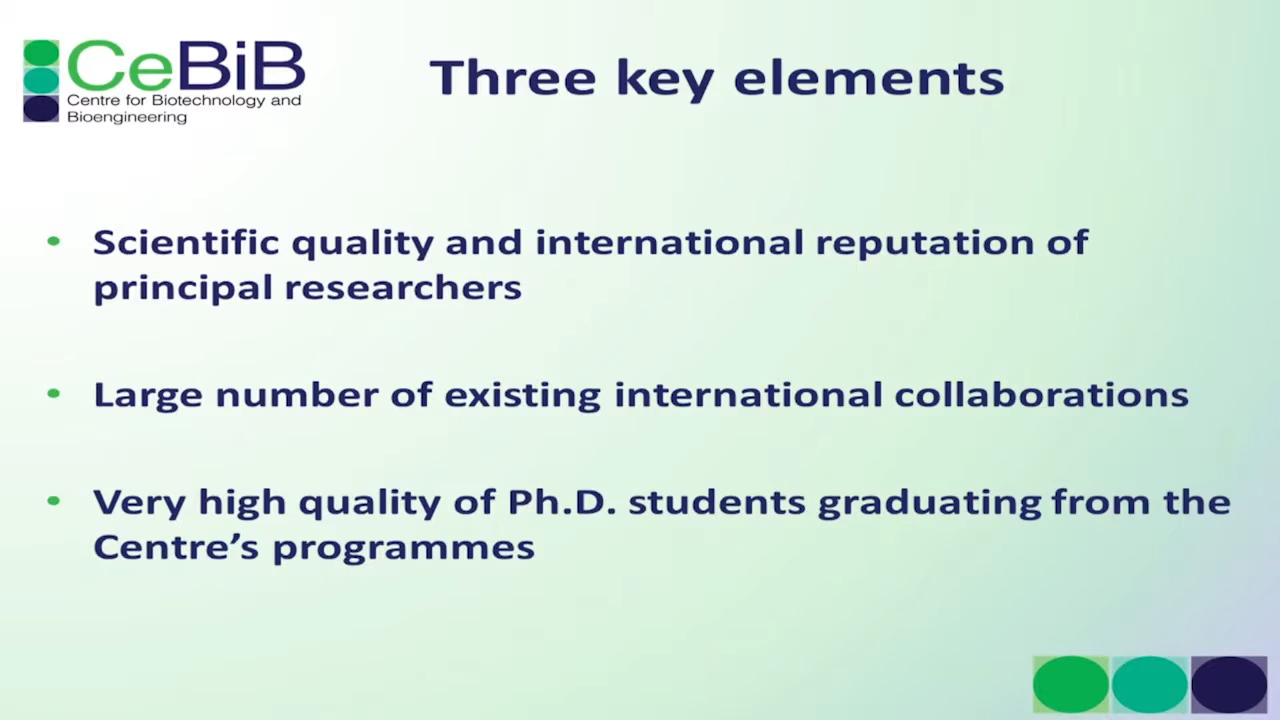 CeBiB
Centre for Biotechnology and
Bioengineering
Three key elements
• Scientific quality and international reputation of
principal researchers
• Large number of existing international collaborations
• Very high quality of Ph.D. students graduating from the
Centre’s programmes